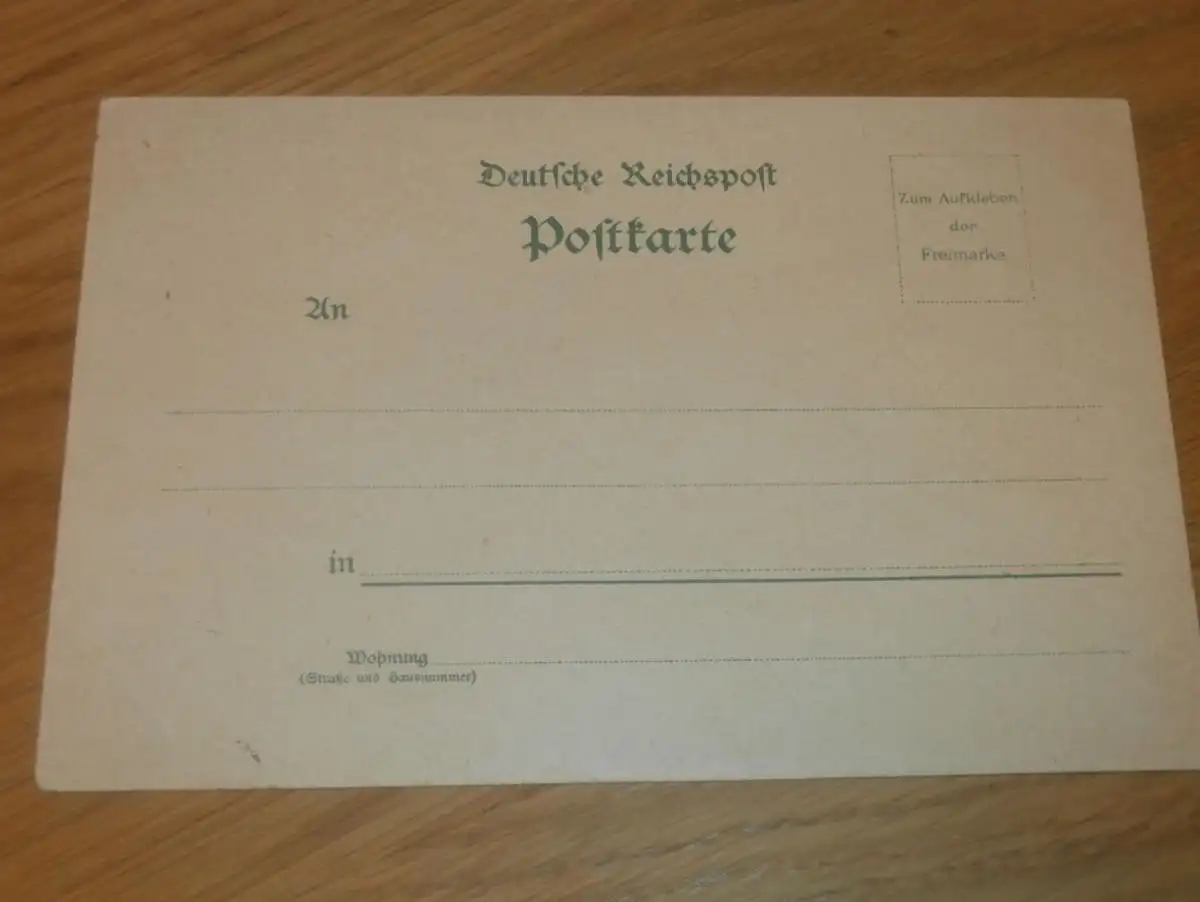 Deutſche Reichspoſt
Poſtkarte
Zum Aufkleben
der
Freimarke
An
in
Wohnung
(Straße und Hausnummer)